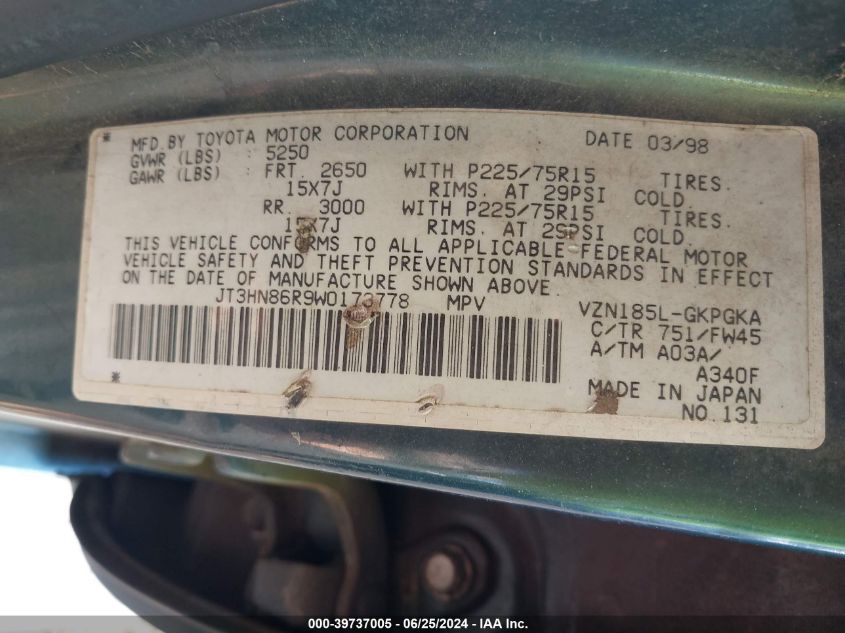 MFD. BY TOYOTA MOTOR CORPORATION DATE 03/98
GVWR (LBS) : 5250
GAWR (LBS) : FRT. 2650 WITH P225/75R15 TIRES.
15X7J RIMS. AT 29PSI COLD.
RR. 3000 WITH P225/75R15 TIRES.
15X7J RIMS. AT 29PSI COLD.
THIS VEHICLE CONFORMS TO ALL APPLICABLE FEDERAL MOTOR
VEHICLE SAFETY AND THEFT PREVENTION STANDARDS IN EFFECT
ON THE DATE OF MANUFACTURE SHOWN ABOVE.
MPV VZN185L-GKPGKA
C/TR 751/FW45
A/TM A03A/
A340F
MADE IN JAPAN
NO.131
000-39737005 - 06/25/2024 - IAA Inc.